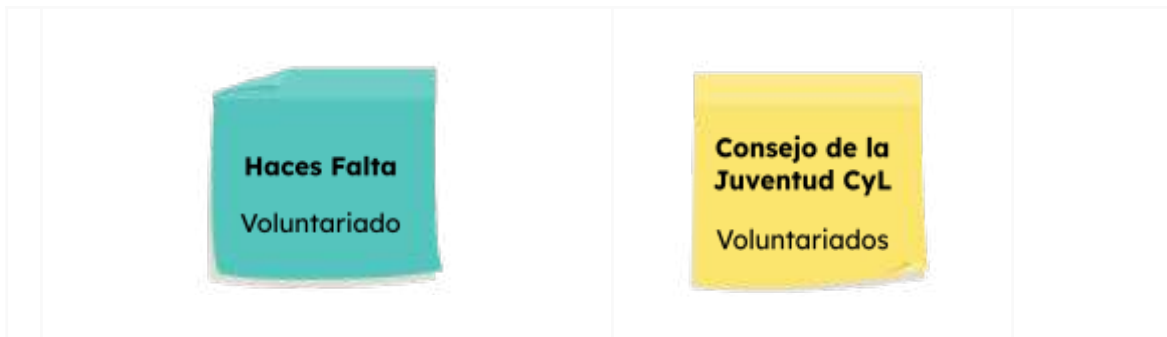 Haces Falta
Voluntariado
Consejo de la
Juventud CyL
Voluntariados